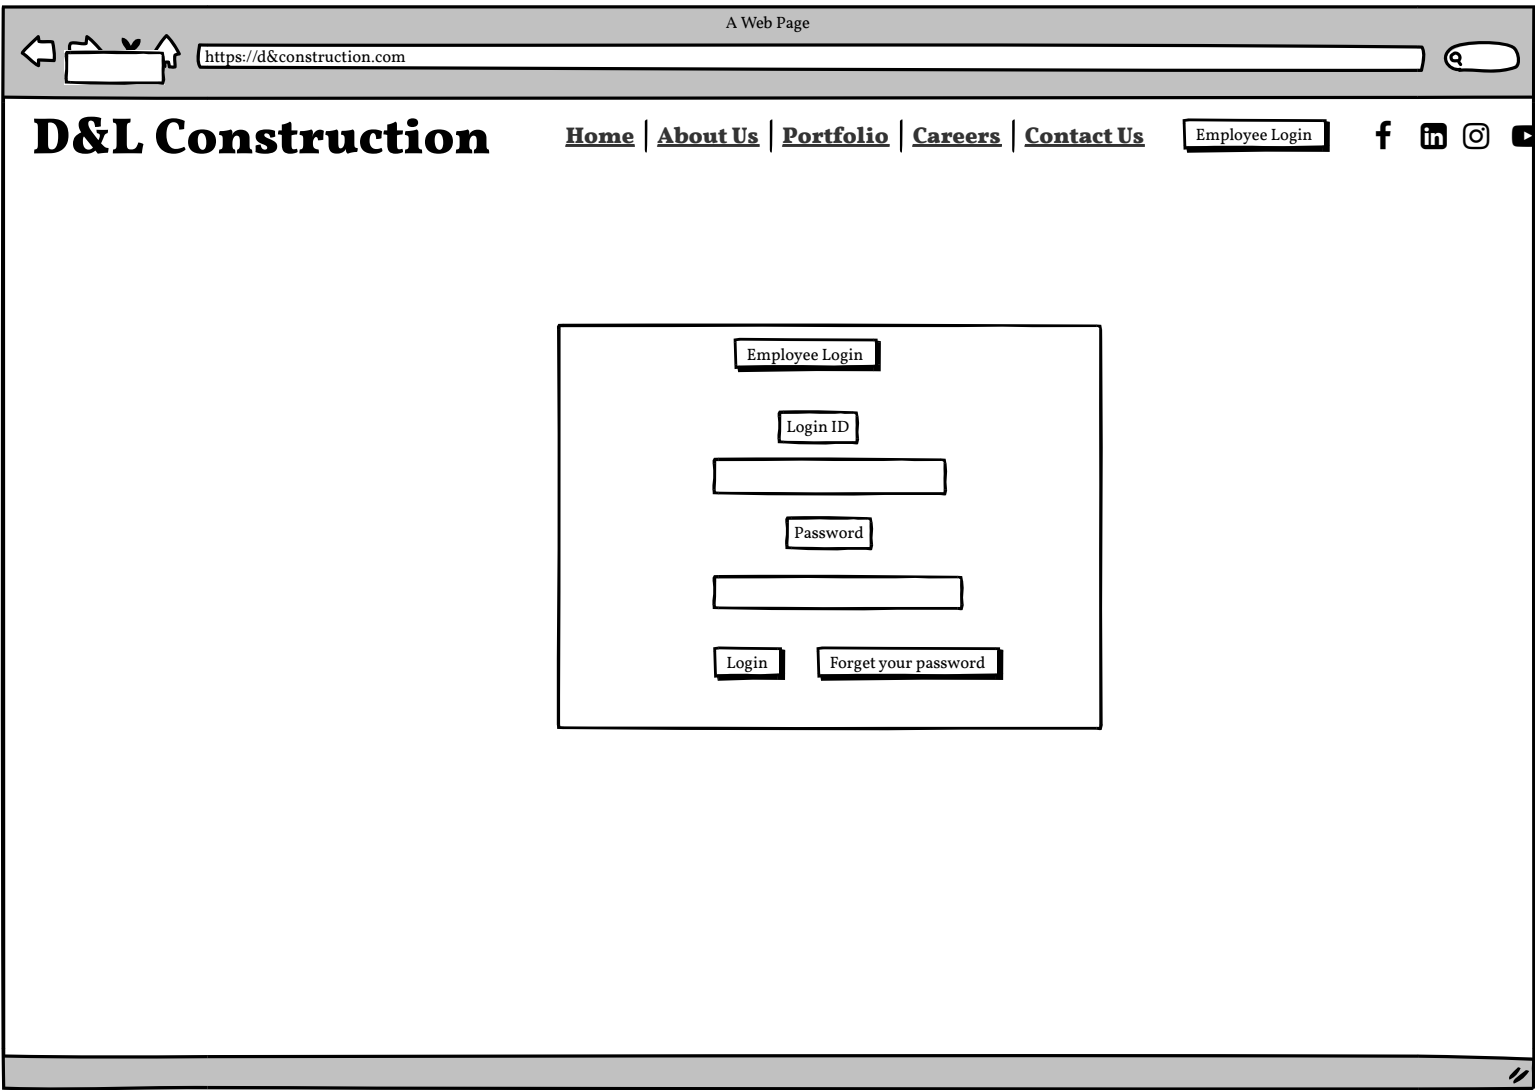 A Web Page
https://d&construction.com
D&L Construction
Home About Us Portfolio Careers Contact Us Employee Login
Employee Login
Login ID
Password
Login Forget your password